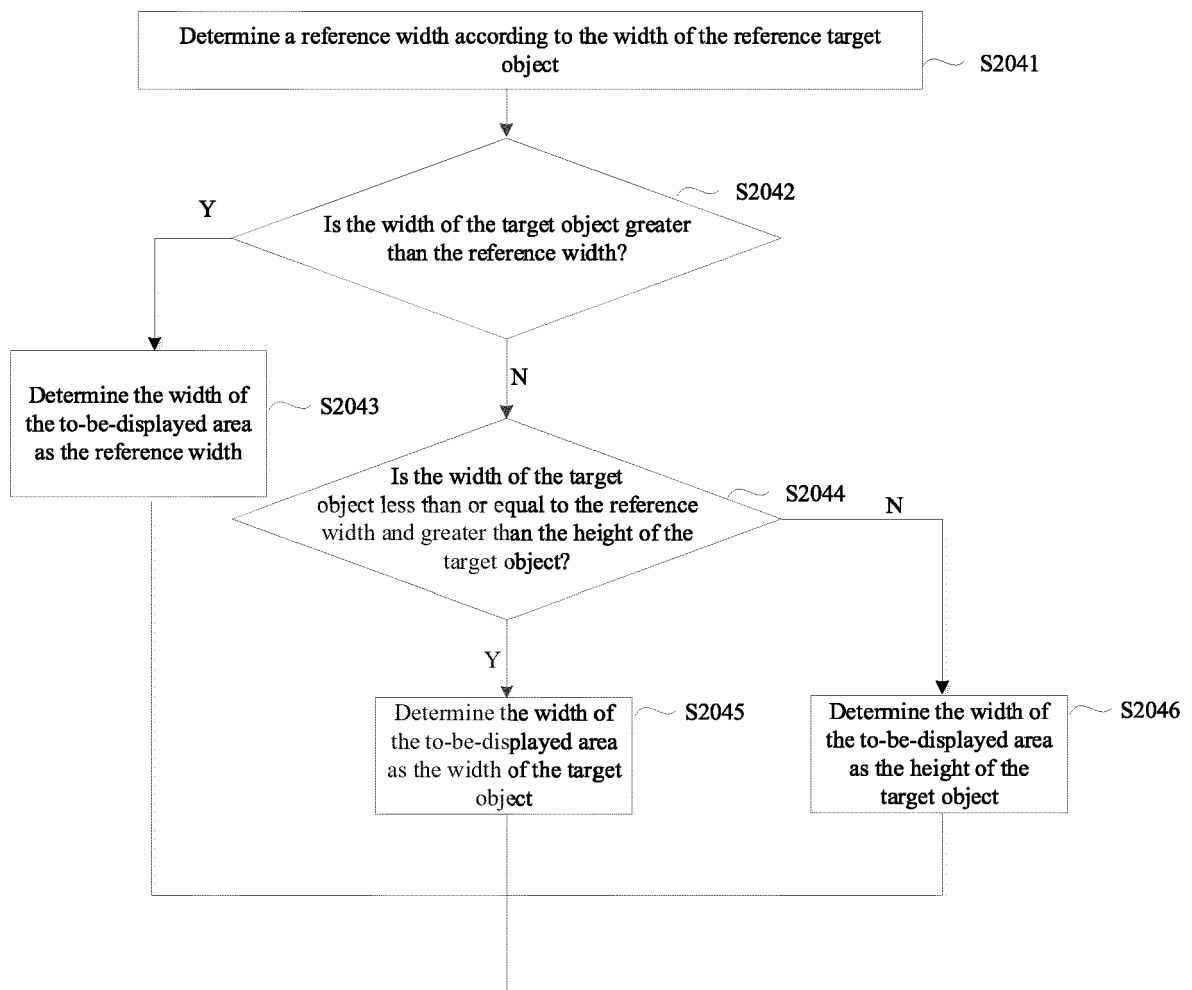 Determine a reference width according to the width of the reference target
object
S2041
S2042
Y
Is the width of the target object greater
than the reference width?
N
Determine the width of
the to-be-displayed area
as the reference width
S2043
Is the width of the target
object less than or equal to the reference
width and greater than the height of the
target object?
S2044
N
Y
Determine the width of
the to-be-displayed area
as the width of the target
object
S2045
Determine the width of
the to-be-displayed area
as the height of the
target object
S2046